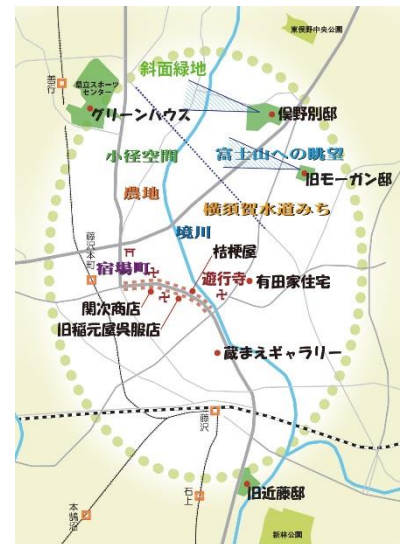 東俣野中央公園
斜面緑地
善行
県立スポーツ
センター
グリーンハウス
俣野別邸
小径空間
富士山への眺望
旧モーガン邸
農地
横須賀水道みち
境川
藤沢本町
宿場町
桔梗屋
遊行寺
有田家住宅
関次商店
旧稲元屋呉服店
蔵まえギャラリー
藤沢
石上
本鵠沼
旧近藤邸
新林公園